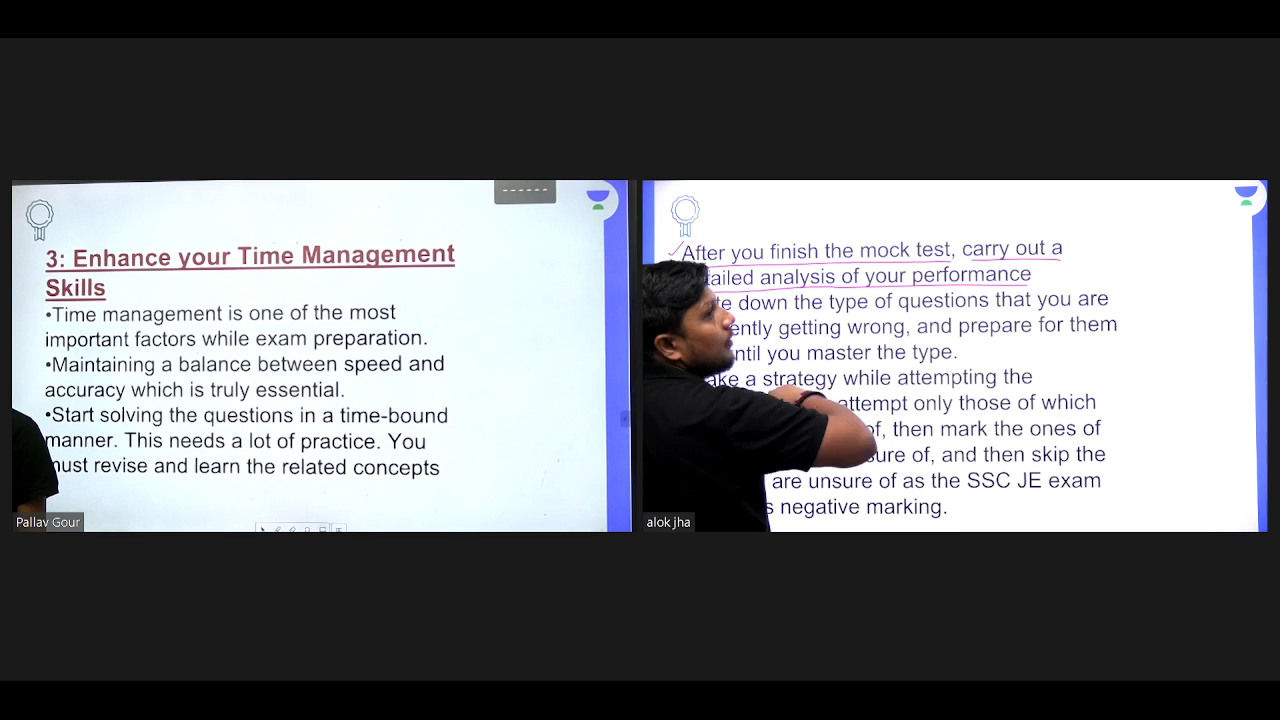 3: Enhance your Time Management
Skills
•Time management is one of the most
important factors while exam preparation.
•Maintaining a balance between speed and
accuracy which is truly essential.
•Start solving the questions in a time-bound
manner. This needs a lot of practice. You
must revise and learn the related concepts
Pallav Gour
After you finish the mock test, carry out a
analysis of your performance
down the type of questions that you are
getting wrong, and prepare for them
until you master the type.
a strategy while attempting the
attempt only those of which
of, then mark the ones of
sure of, and then skip the
are unsure of as the SSC JE exam
negative marking.
alok jha